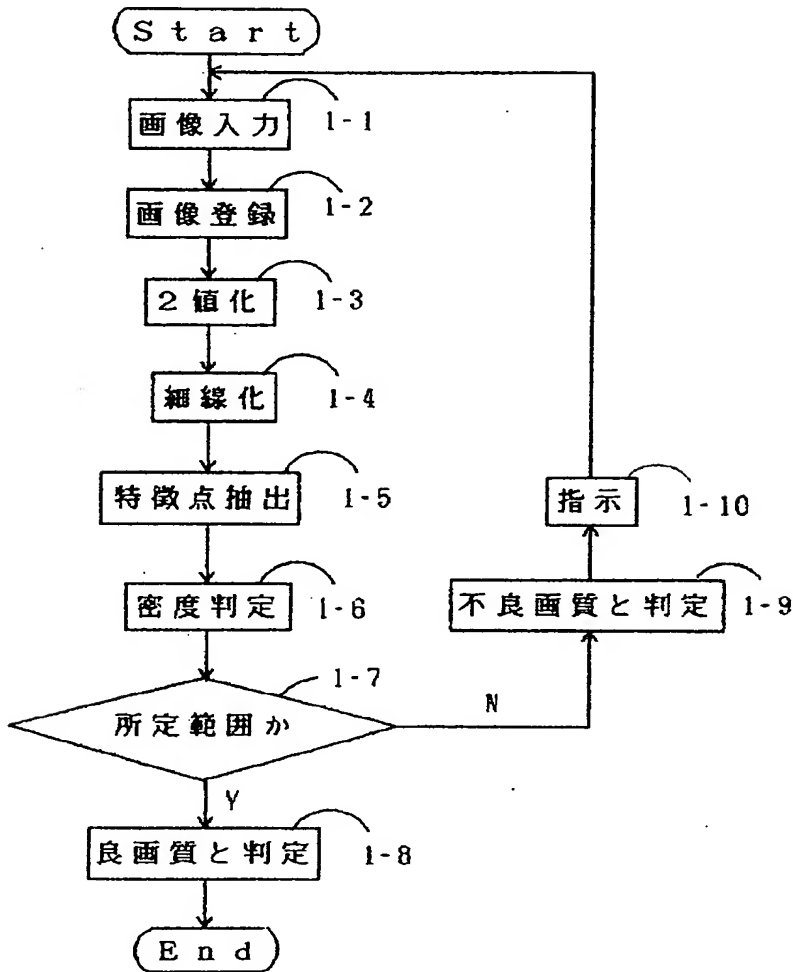 Start
画像入力 1-1
画像登録 1-2
2値化 1-3
細線化 1-4
特徴点抽出 1-5
指示 1-10
密度判定 1-6
不良画質と判定 1-9
1-7
所定範囲か N
Y
良画質と判定 1-8
End